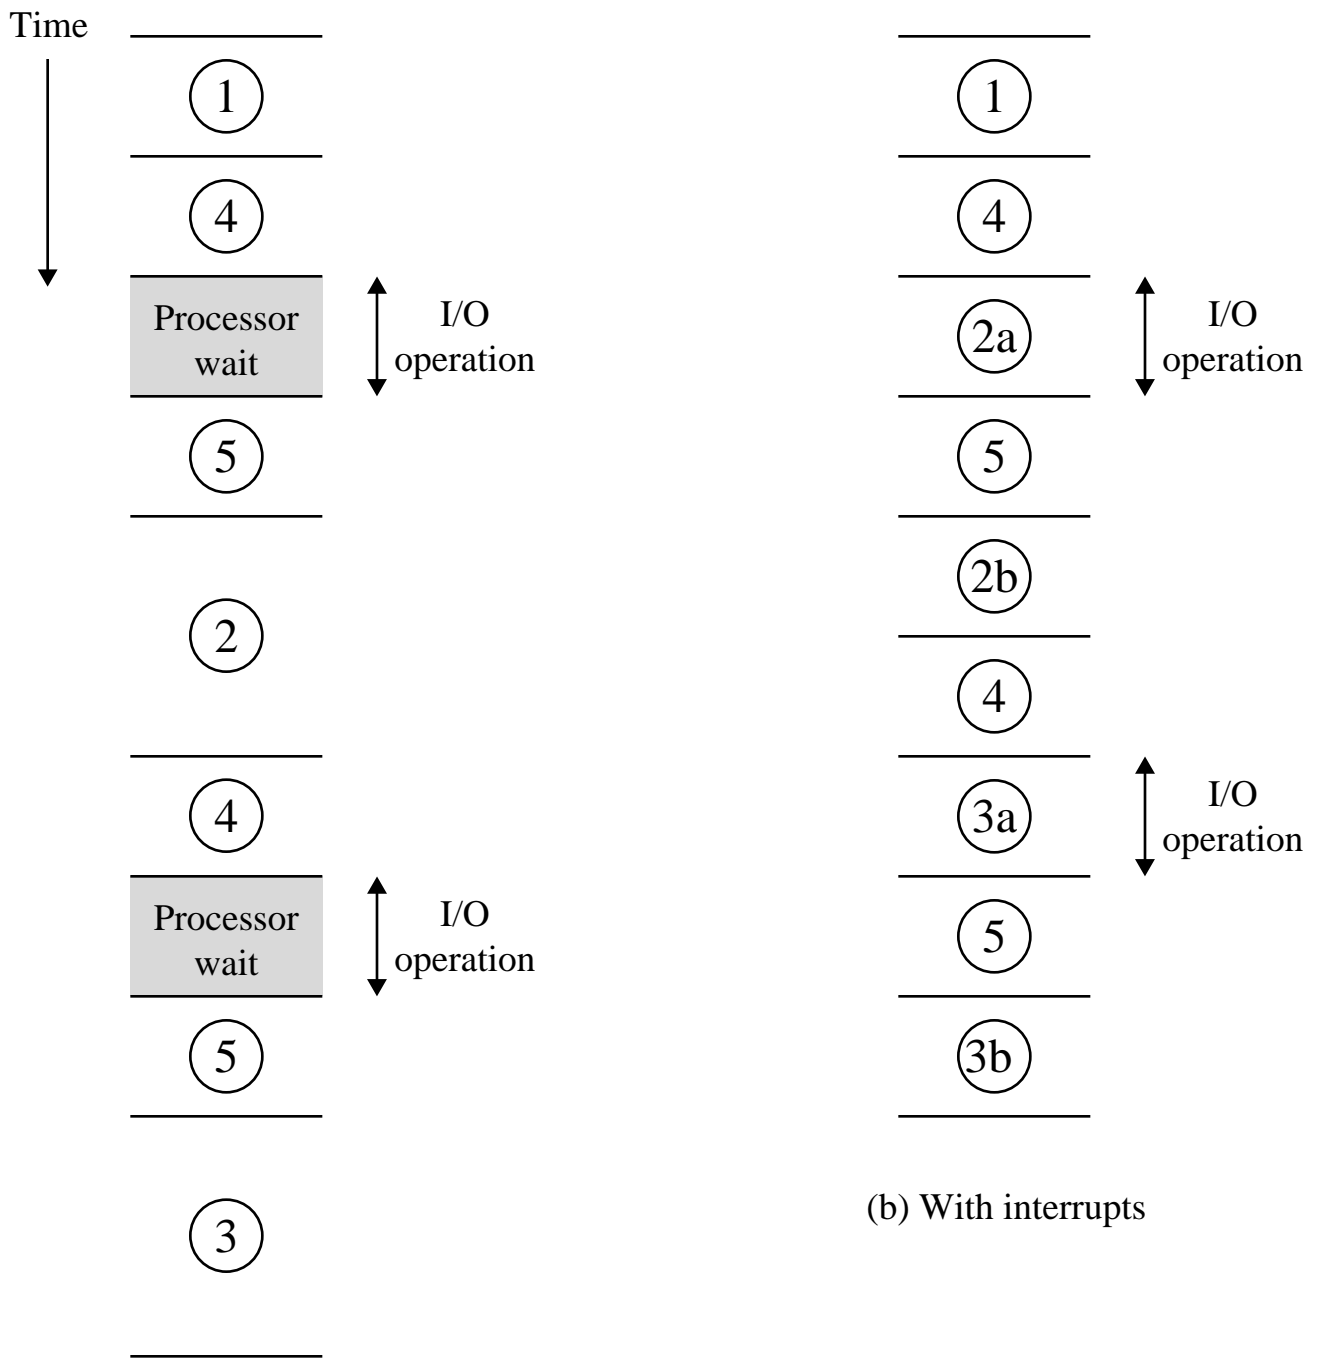 Time
1
4
Processor
wait
I/O
operation
5
2
4
Processor
wait
I/O
operation
5
3
1
4
2a
I/O
operation
5
2b
4
3a
I/O
operation
5
3b
(b) With interrupts